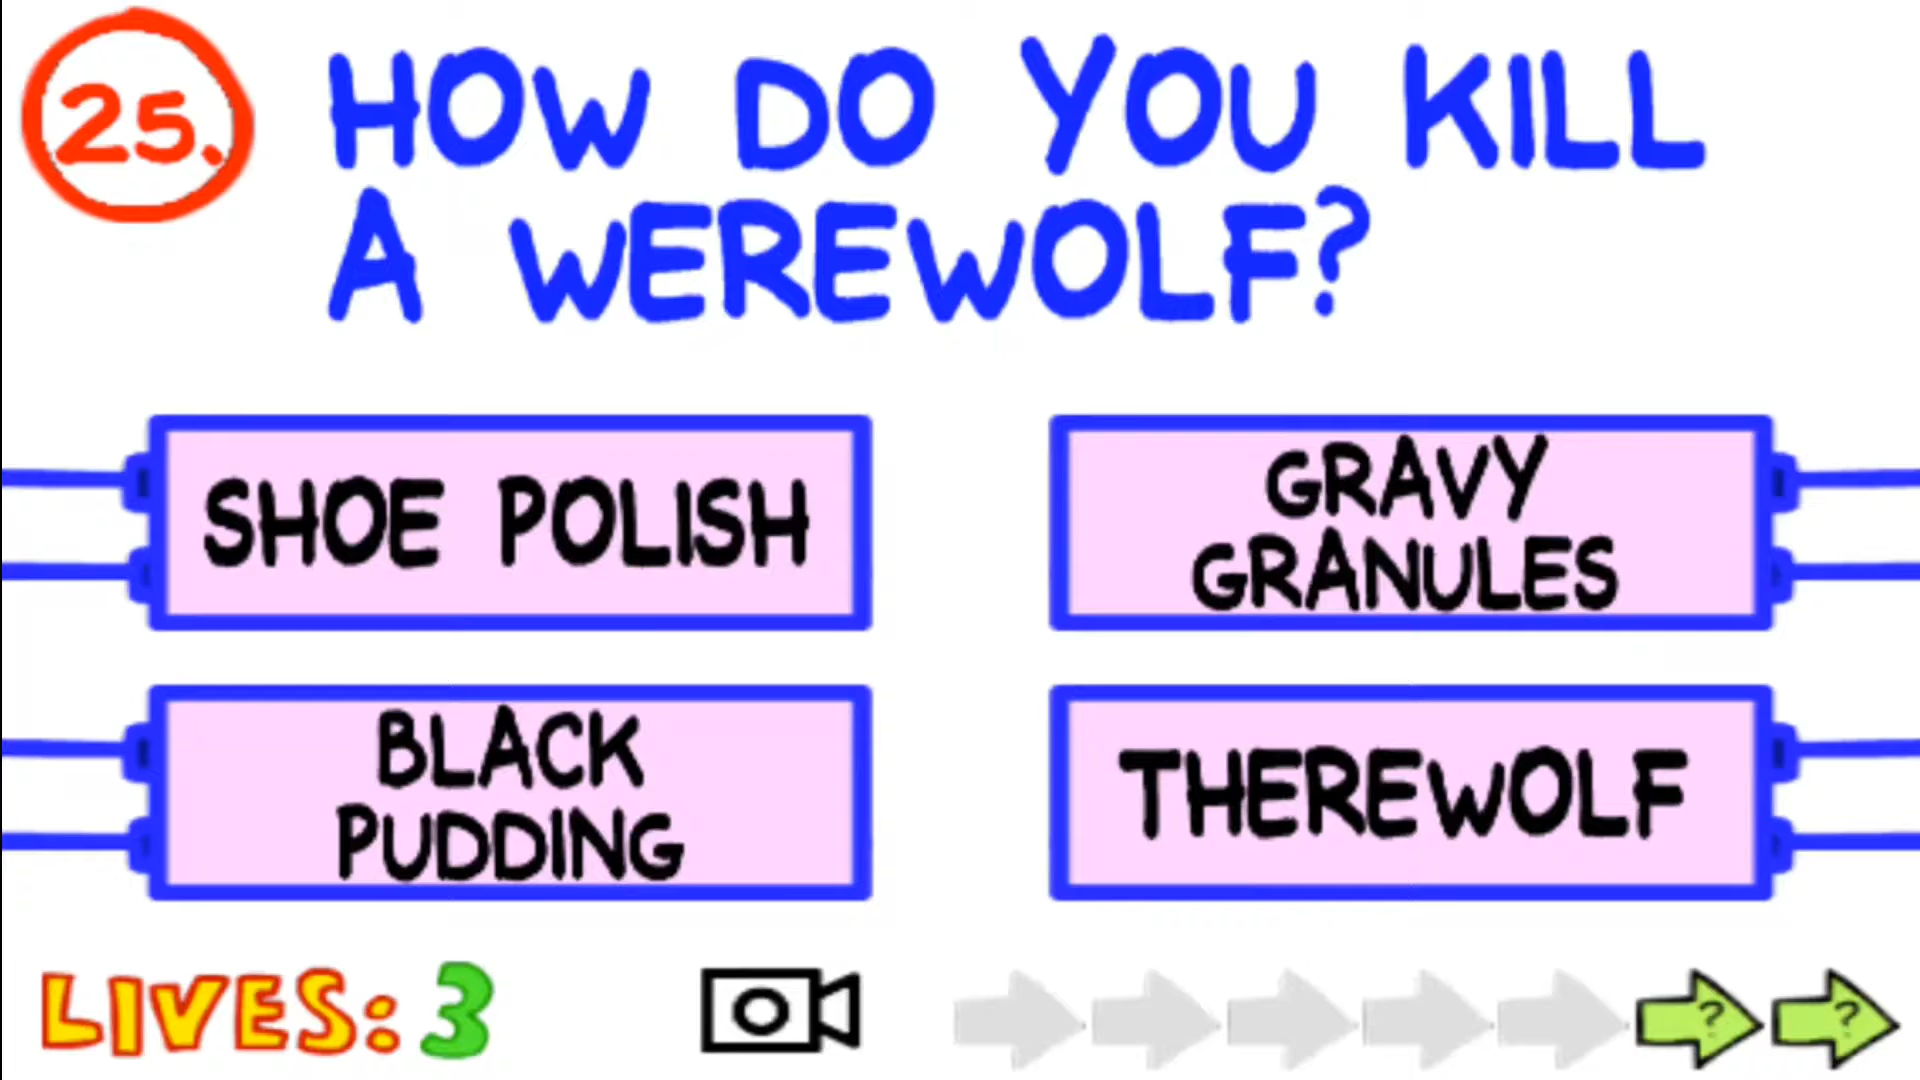 25.
HOW DO YOU KILL
A WEREWOLF?
SHOE POLISH
GRAVY
GRANULES
BLACK
PUDDING
THEREWOLF
LIVES: 3
? ?